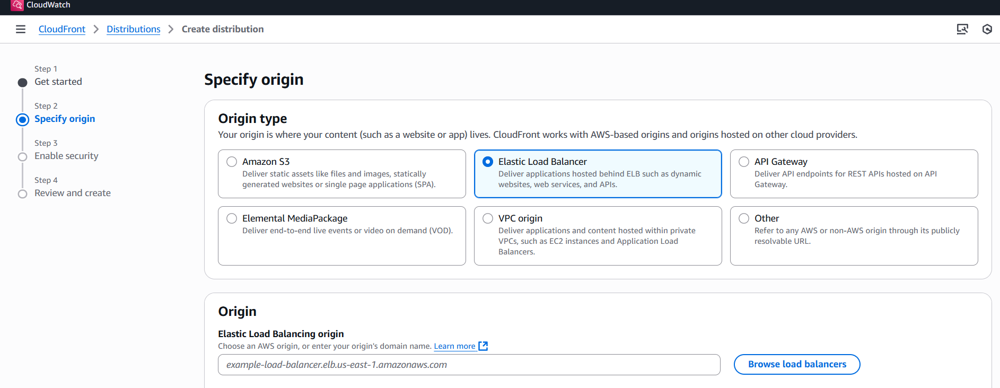 CloudWatch
CloudFront > Distributions > Create distribution
Step 1
Get started
Step 2
Specify origin
Step 3
Enable security
Step 4
Review and create
Specify origin
Origin type
Your origin is where your content (such as a website or app) lives. CloudFront works with AWS-based origins and origins hosted on other cloud providers.
Amazon S3
Deliver static assets like files and images, statically
generated websites or single page applications (SPA).
Elastic Load Balancer
Deliver applications hosted behind ELB such as dynamic
websites, web services, and APIs.
API Gateway
Deliver API endpoints for REST APIs hosted on API
Gateway.
Elemental MediaPackage
Deliver end-to-end live events or video on demand (VOD).
VPC origin
Deliver applications and content hosted within private
VPCs, such as EC2 instances and Application Load
Balancers.
Other
Refer to any AWS or non-AWS origin through its publicly
resolvable URL.
Origin
Elastic Load Balancing origin
Choose an AWS origin, or enter your origin's domain name. Learn more
example-load-balancer.elb.us-east-1.amazonaws.com
Browse load balancers